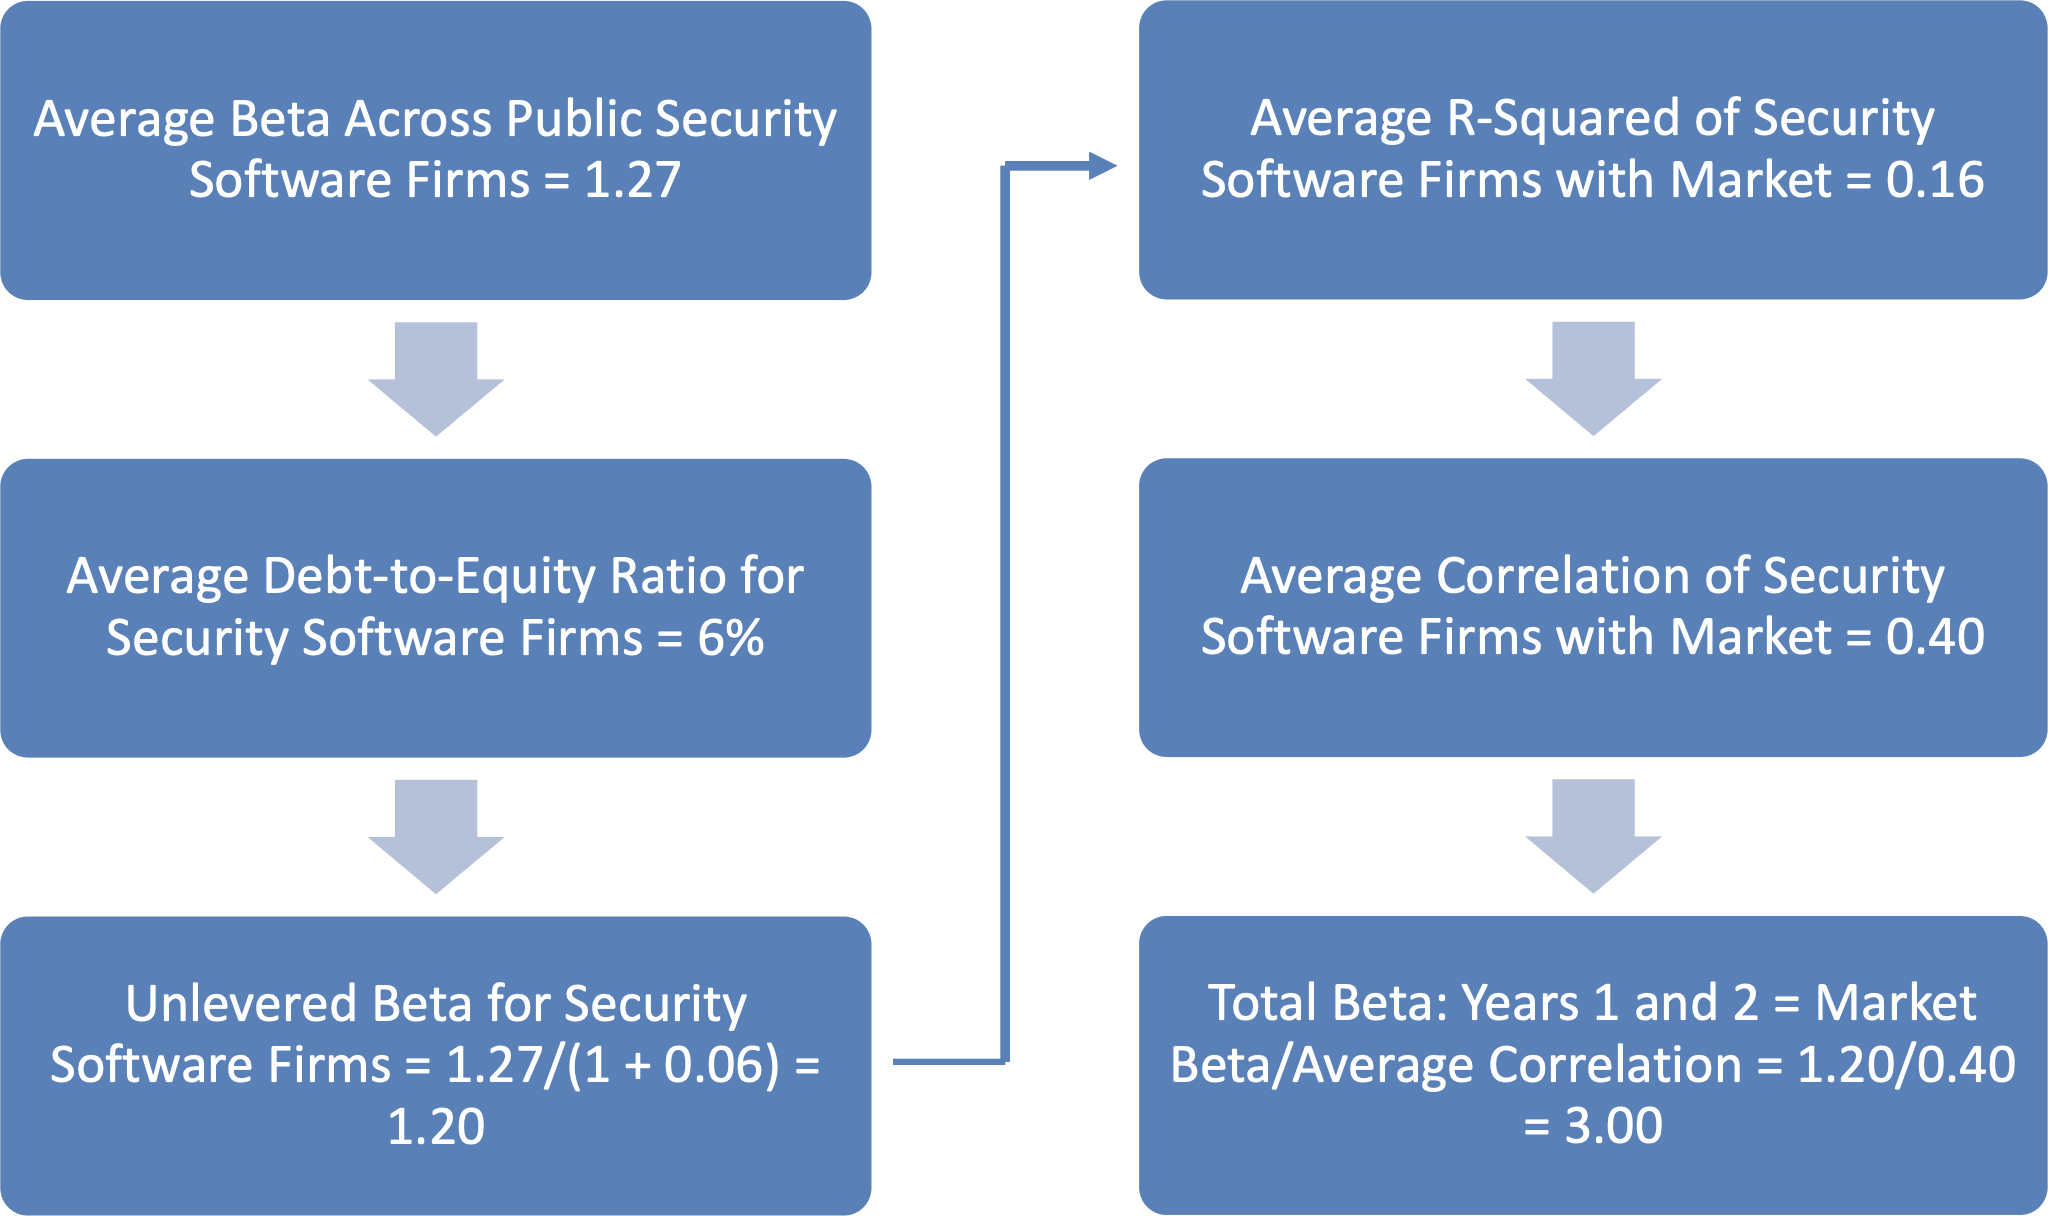 Average Beta Across Public Security
Software Firms = 1.27
Average Debt-to-Equity Ratio for
Security Software Firms = 6%
Unlevered Beta for Security
Software Firms = 1.27/(1 + 0.06) =
1.20
Average R-Squared of Security
Software Firms with Market = 0.16
Average Correlation of Security
Software Firms with Market = 0.40
Total Beta: Years 1 and 2 = Market
Beta/Average Correlation = 1.20/0.40
= 3.00